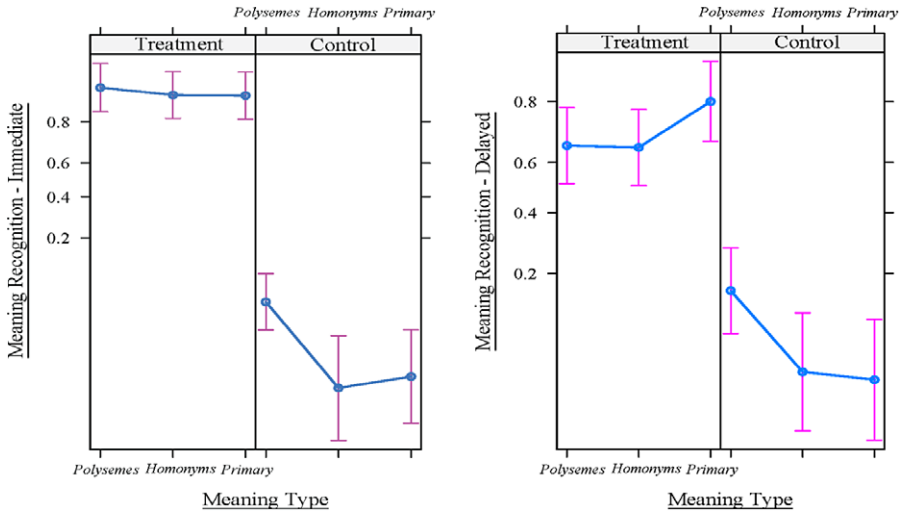 Polysemes Homonyms Primary
Treatment Control
Meaning Recognition - Immediate
0.8
0.6
0.4
0.2
Polysemes Homonyms Primary
Meaning Type
Polysemes Homonyms Primary
Treatment Control
Meaning Recognition - Delayed
0.8
0.6
0.4
0.2
Polysemes Homonyms Primary
Meaning Type